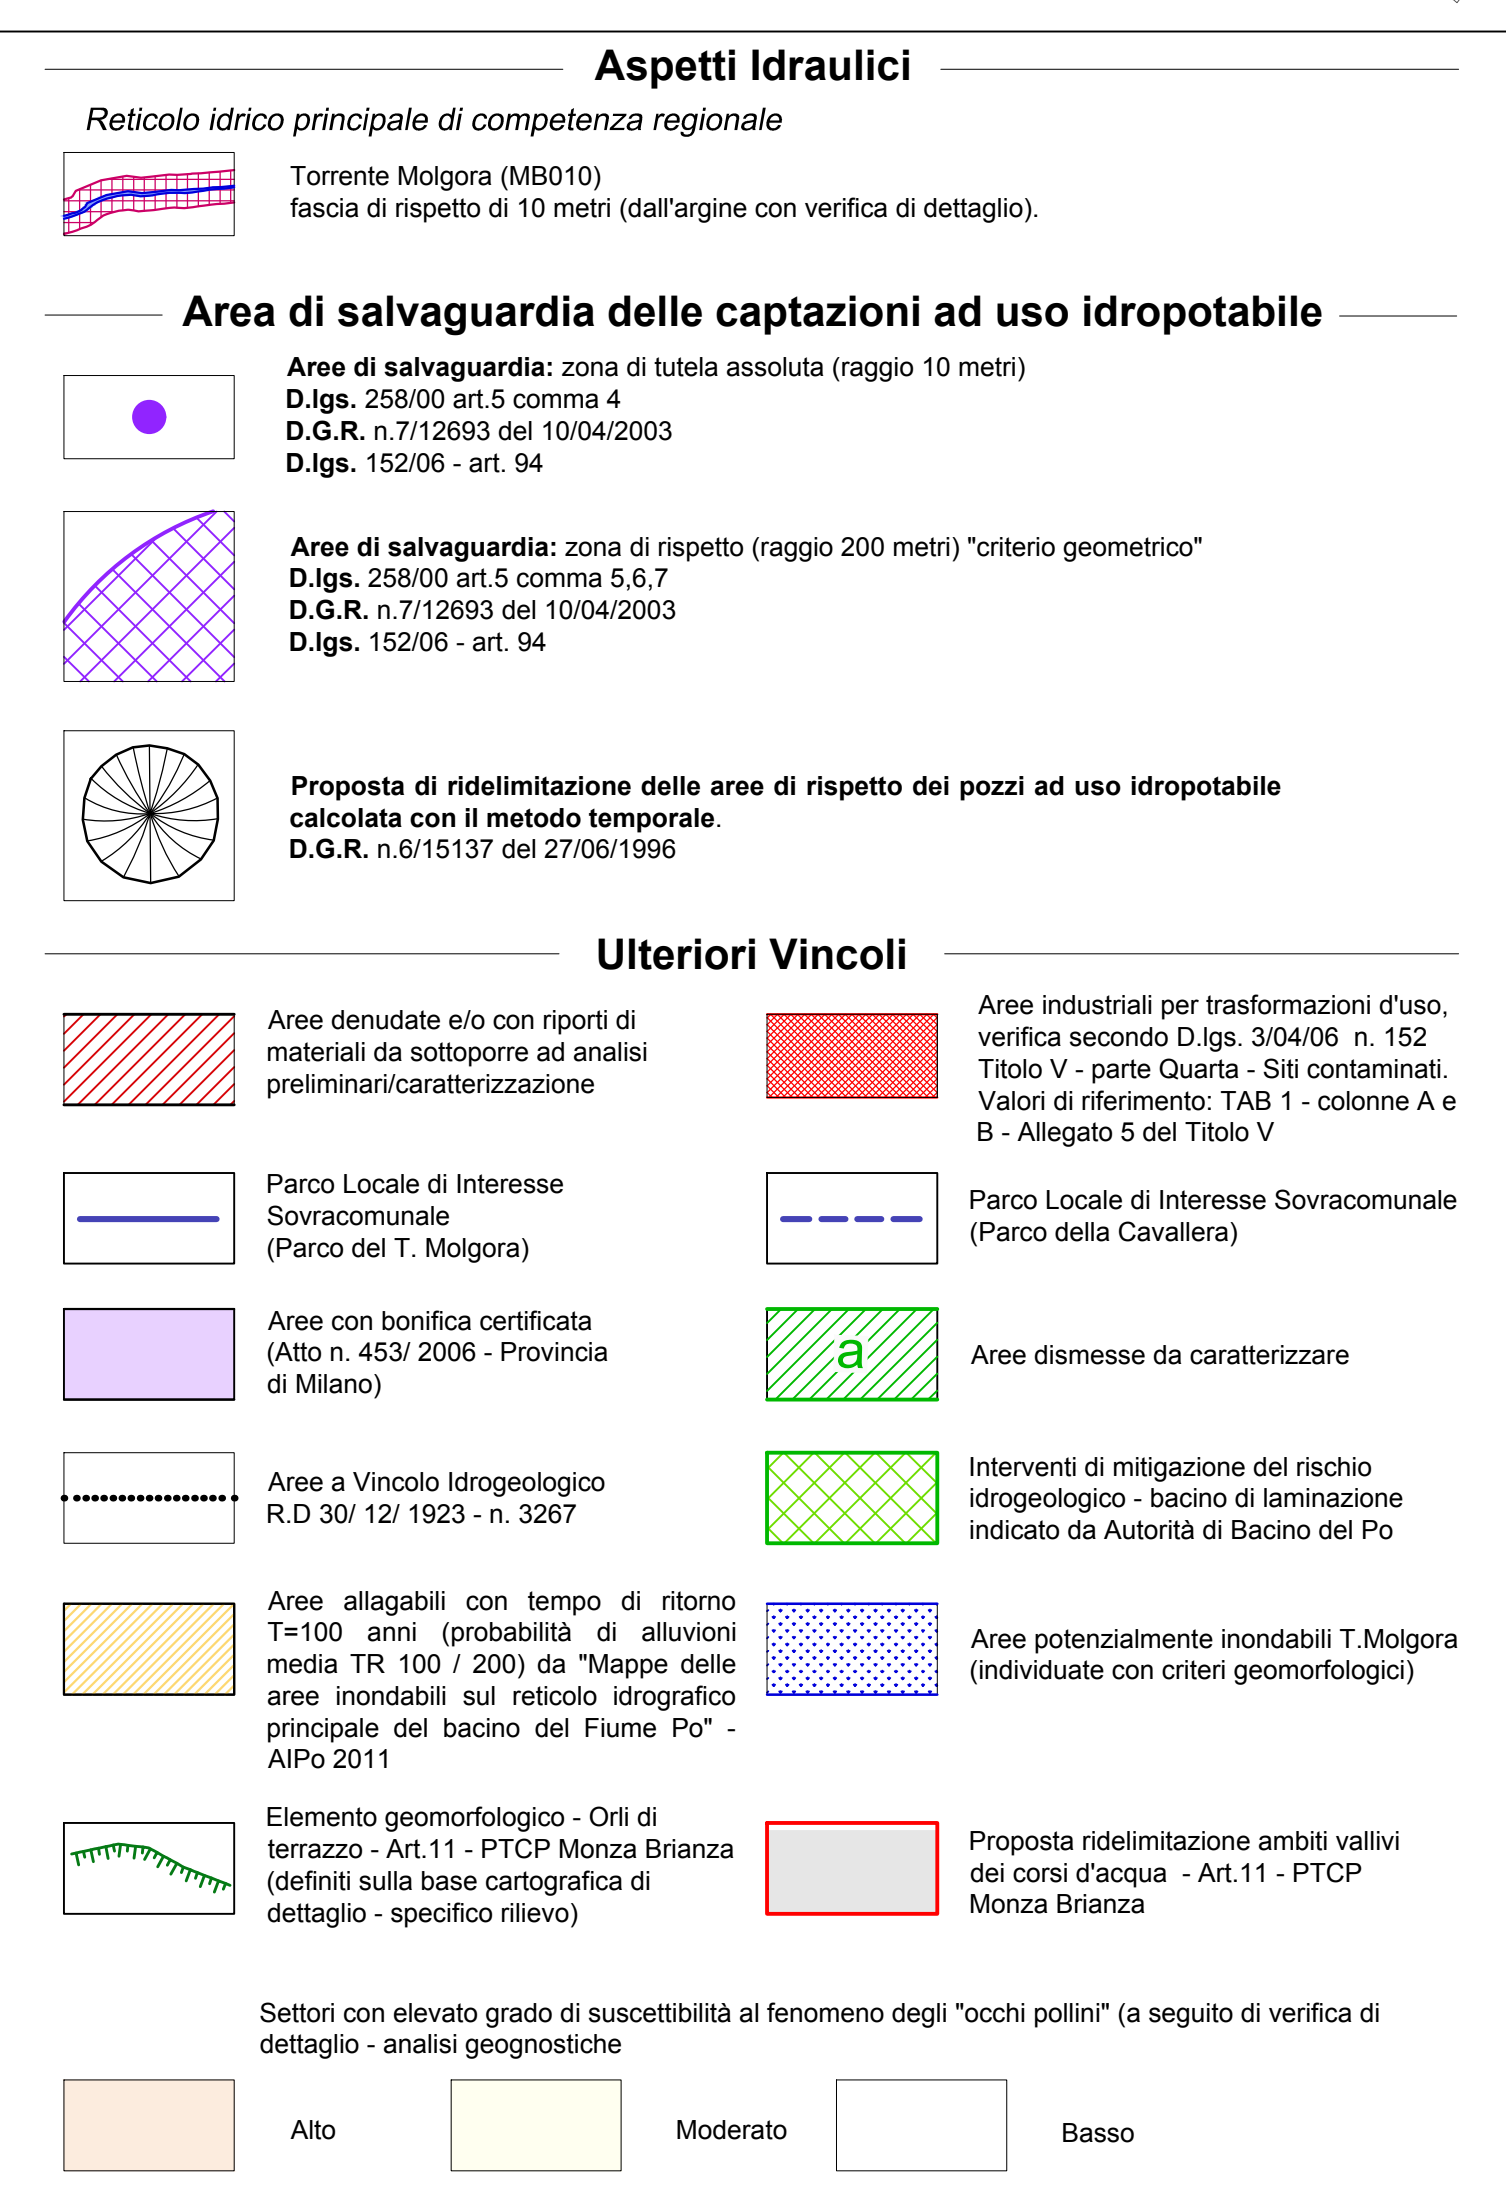 Aspetti Idraulici
Reticolo idrico principale di competenza regionale
Torrente Molgora (MB010)
fascia di rispetto di 10 metri (dall'argine con verifica di dettaglio).
Area di salvaguardia delle captazioni ad uso idropotabile
Aree di salvaguardia: zona di tutela assoluta (raggio 10 metri)
D.lgs. 258/00 art.5 comma 4
D.G.R. n.7/12693 del 10/04/2003
D.lgs. 152/06 - art. 94
Aree di salvaguardia: zona di rispetto (raggio 200 metri) "criterio geometrico"
D.lgs. 258/00 art.5 comma 5,6,7
D.G.R. n.7/12693 del 10/04/2003
D.lgs. 152/06 - art. 94
Proposta di ridelimitazione delle aree di rispetto dei pozzi ad uso idropotabile
calcolata con il metodo temporale.
D.G.R. n.6/15137 del 27/06/1996
Ulteriori Vincoli
Aree denudate e/o con riporti di
materiali da sottoporre ad analisi
preliminari/caratterizzazione
Aree industriali per trasformazioni d'uso,
verifica secondo D.lgs. 3/04/06 n. 152
Titolo V - parte Quarta - Siti contaminati.
Valori di riferimento: TAB 1 - colonne A e
B - Allegato 5 del Titolo V
Parco Locale di Interesse
Sovracomunale
(Parco del T. Molgora)
Parco Locale di Interesse Sovracomunale
(Parco della Cavallera)
Aree con bonifica certificata
(Atto n. 453/ 2006 - Provincia
di Milano)
a
Aree dismesse da caratterizzare
Aree a Vincolo Idrogeologico
R.D 30/ 12/ 1923 - n. 3267
Interventi di mitigazione del rischio
idrogeologico - bacino di laminazione
indicato da Autorità di Bacino del Po
Aree allagabili con tempo di ritorno
T=100 anni (probabilità di alluvioni
media TR 100 / 200) da "Mappe delle
aree inondabili sul reticolo idrografico
principale del bacino del Fiume Po" -
AIPo 2011
Aree potenzialmente inondabili T.Molgora
(individuate con criteri geomorfologici)
Elemento geomorfologico - Orli di
terrazzo - Art.11 - PTCP Monza Brianza
(definiti sulla base cartografica di
dettaglio - specifico rilievo)
Proposta ridelimitazione ambiti vallivi
dei corsi d'acqua - Art.11 - PTCP
Monza Brianza
Settori con elevato grado di suscettibilità al fenomeno degli "occhi pollini" (a seguito di verifica di
dettaglio - analisi geognostiche
Alto
Moderato
Basso